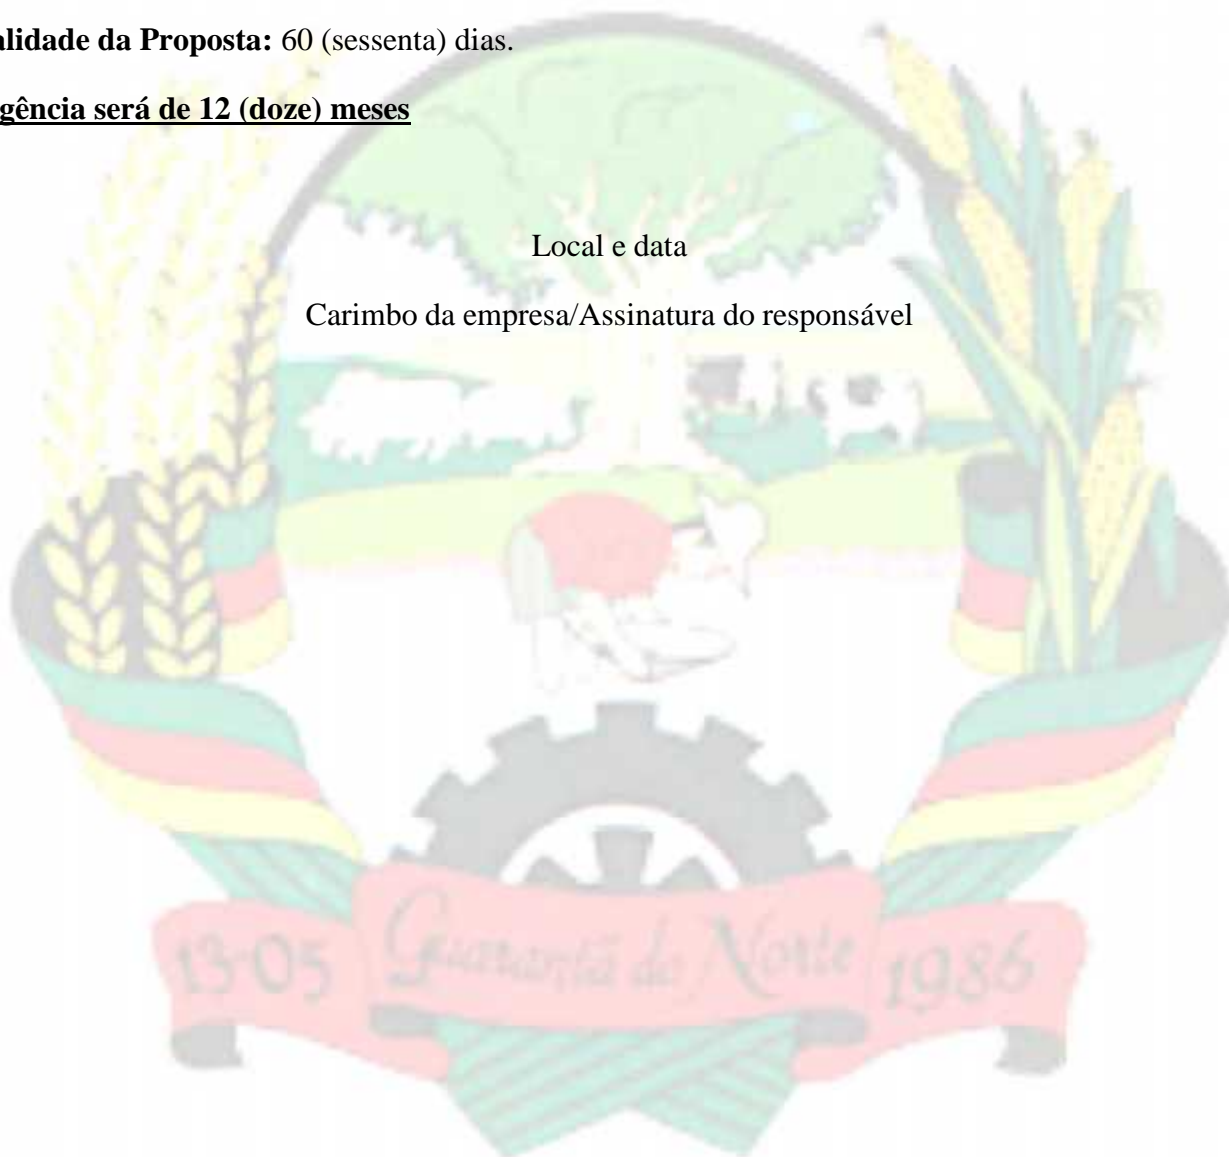 alidade da Proposta: 60 (sessenta) dias.
gência será de 12 (doze) meses
Local e data
Carimbo da empresa/Assinatura do responsável
13-05 Guarantã do Norte 1986